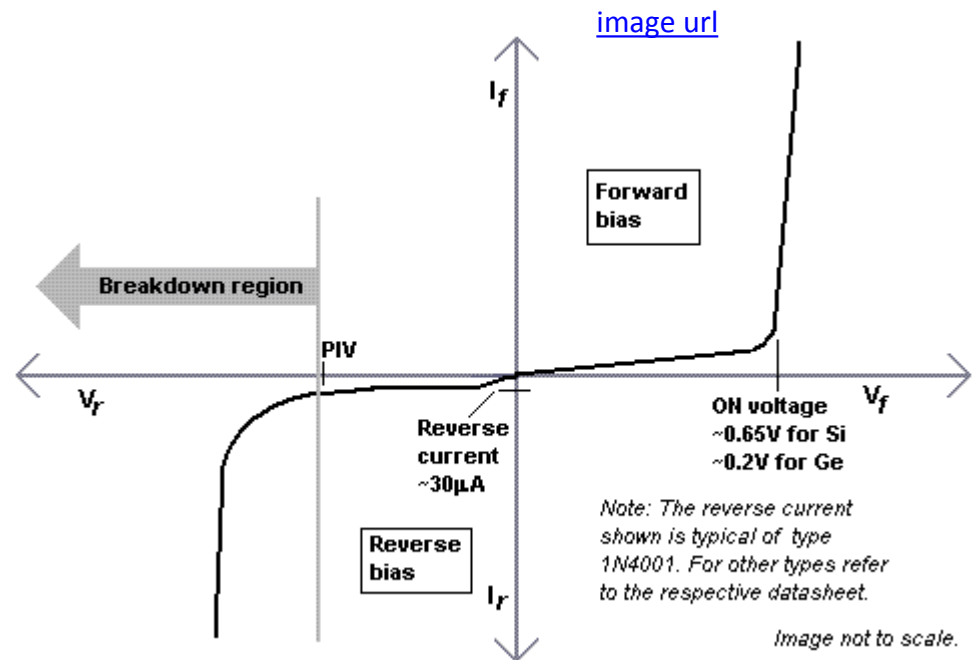 image url
If
Forward
bias
Breakdown region
PIV
Vr
Vf
Reverse
current
~30µA
ON voltage
~0.65V for Si
~0.2V for Ge
Reverse
bias
Ir
Note: The reverse current
shown is typical of type
1N4001. For other types refer
to the respective datasheet.
Image not to scale.